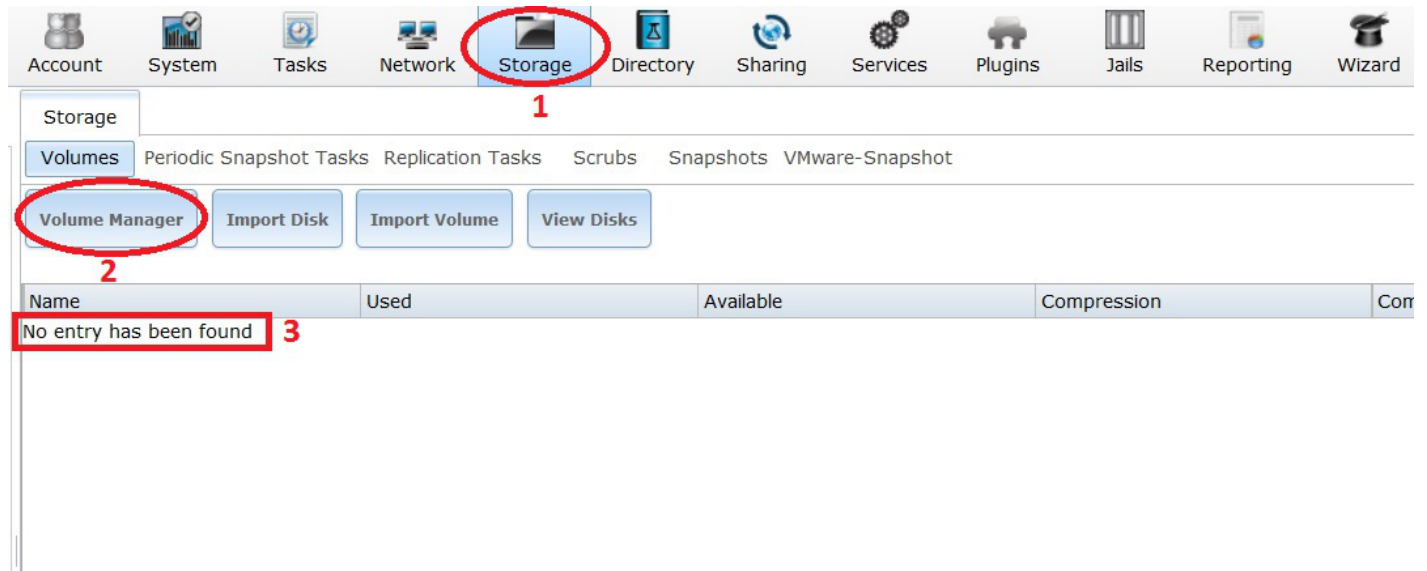 Account System Tasks Network Storage Directory Sharing Services Plugins Jails Reporting Wizard
1
Storage
Volumes Periodic Snapshot Tasks Replication Tasks Scrubs Snapshots VMware-Snapshot
Volume Manager Import Disk Import Volume View Disks
2
Name Used Available Compression Com
No entry has been found 3